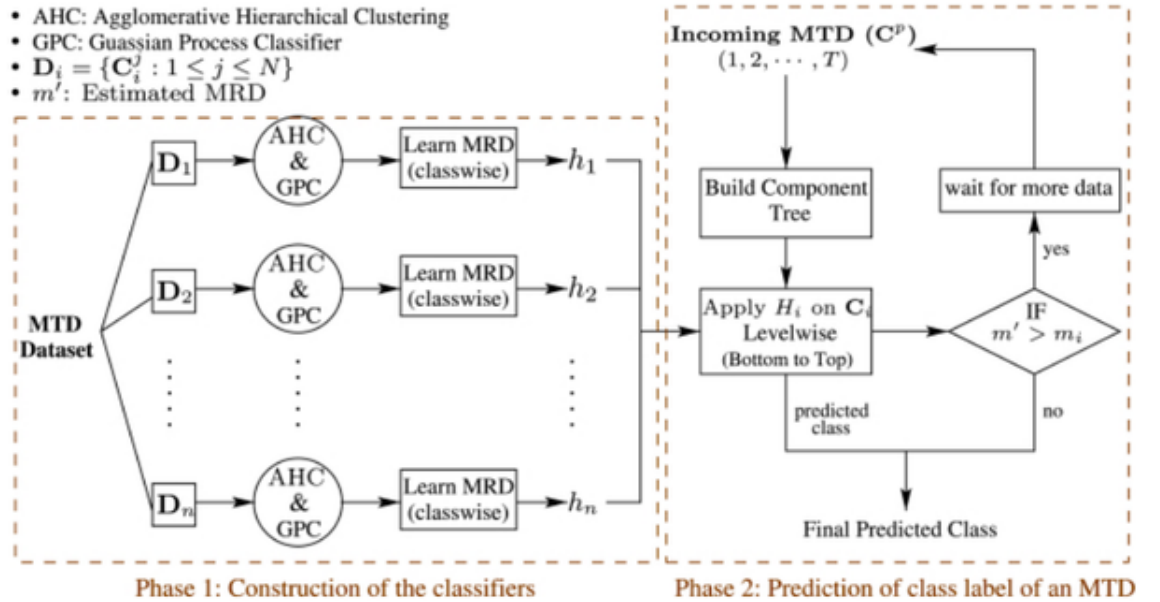 • AHC: Agglomerative Hierarchical Clustering
• GPC: Guassian Process Classifier
• D_i = {C_i^j : 1 ≤ j ≤ N}
• m′: Estimated MRD
MTD
Dataset
D_1
AHC
&
GPC
Learn MRD
(classwise)
h_1
D_2
AHC
&
GPC
Learn MRD
(classwise)
h_2
D_n
AHC
&
GPC
Learn MRD
(classwise)
h_n
Phase 1: Construction of the classifiers
Incoming MTD (C^p)
(1, 2, ⋯ , T)
Build Component
Tree
Apply H_i on C_i
Levelwise
(Bottom to Top)
predicted
class
IF
m′ > m_i
yes
wait for more data
no
Final Predicted Class
Phase 2: Prediction of class label of an MTD